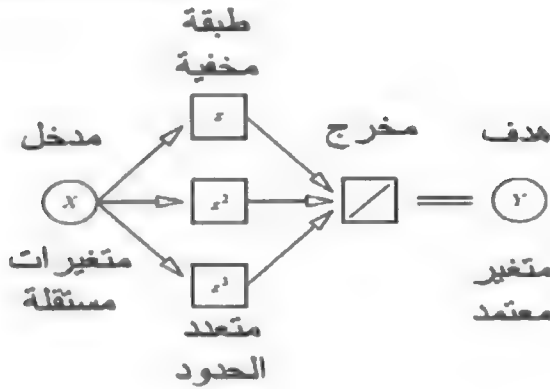 طبقة
مخفية
مدخل
مخرج
هدف
x
X
x²
Y
x³
متغيرات
مستقلة
متعدد
الحدود
متغير
معتمد